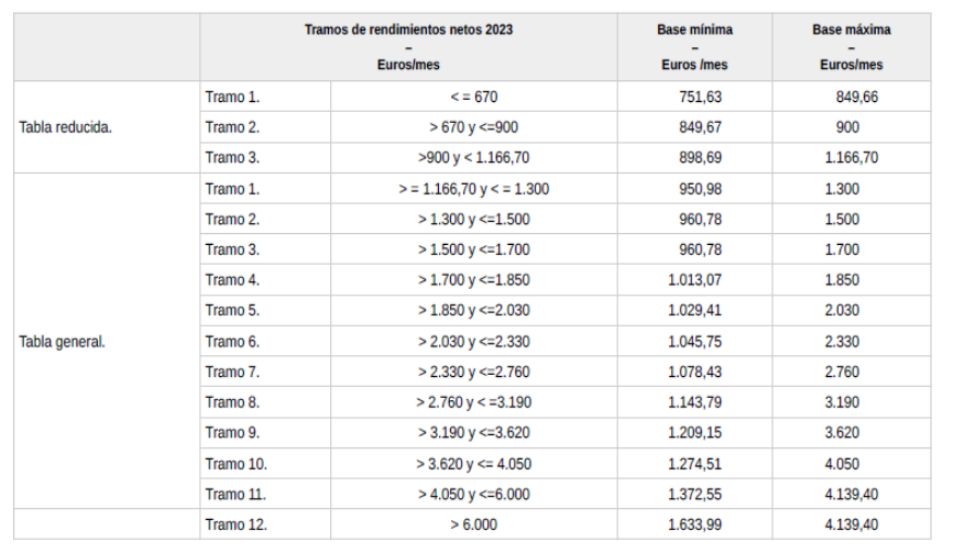 Tramos de rendimientos netos 2023
–
Euros/mes
Base mínima
–
Euros /mes
Base máxima
–
Euros/mes
Tabla reducida.
Tramo 1. < = 670 751,63 849,66
Tramo 2. > 670 y <=900 849,67 900
Tramo 3. >900 y < 1.166,70 898,69 1.166,70
Tabla general.
Tramo 1. > = 1.166,70 y < = 1.300 950,98 1.300
Tramo 2. > 1.300 y <=1.500 960,78 1.500
Tramo 3. > 1.500 y <=1.700 960,78 1.700
Tramo 4. > 1.700 y <=1.850 1.013,07 1.850
Tramo 5. > 1.850 y <=2.030 1.029,41 2.030
Tramo 6. > 2.030 y <=2.330 1.045,75 2.330
Tramo 7. > 2.330 y <=2.760 1.078,43 2.760
Tramo 8. > 2.760 y < =3.190 1.143,79 3.190
Tramo 9. > 3.190 y <=3.620 1.209,15 3.620
Tramo 10. > 3.620 y <= 4.050 1.274,51 4.050
Tramo 11. > 4.050 y <=6.000 1.372,55 4.139,40
Tramo 12. > 6.000 1.633,99 4.139,40